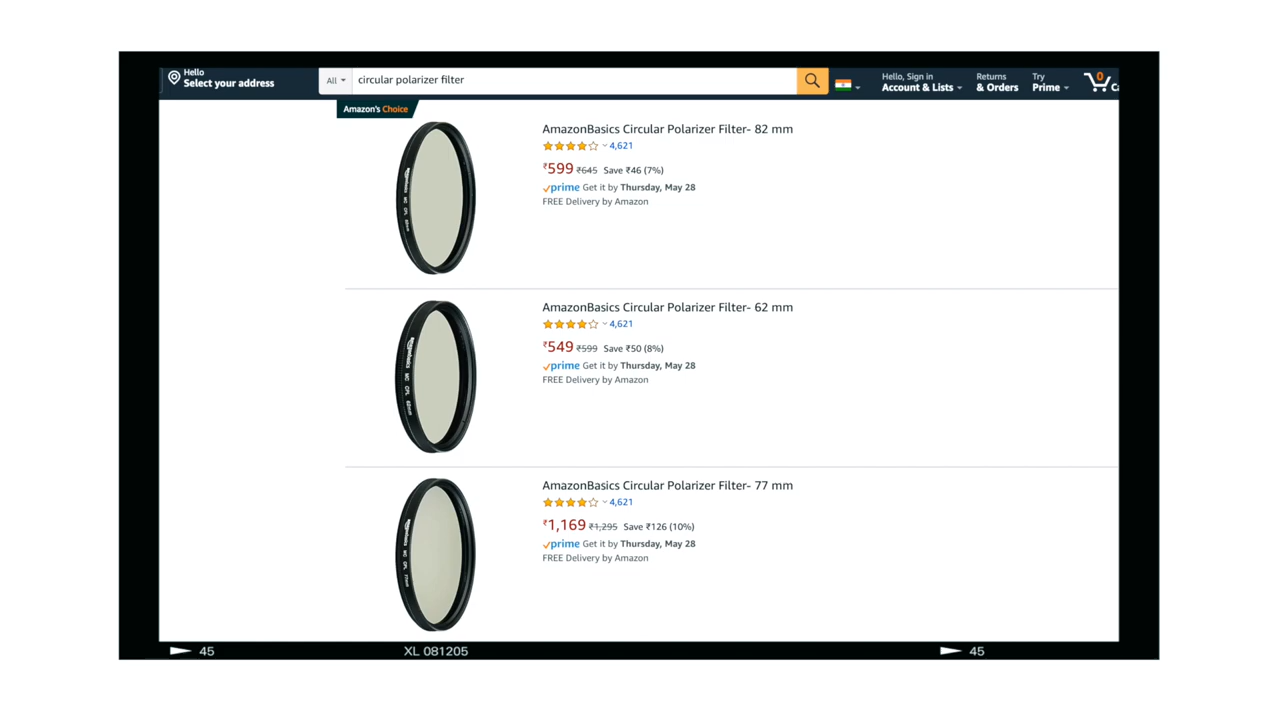 Hello
Select your address
All
circular polarizer filter
Hello, Sign in
Account & Lists
Returns
& Orders
Try
Prime
0
Amazon's Choice
AmazonBasics Circular Polarizer Filter- 82 mm
4,621
₹599 ₹645 Save ₹46 (7%)
prime Get it by Thursday, May 28
FREE Delivery by Amazon
AmazonBasics Circular Polarizer Filter- 62 mm
4,621
₹549 ₹599 Save ₹50 (8%)
prime Get it by Thursday, May 28
FREE Delivery by Amazon
AmazonBasics Circular Polarizer Filter- 77 mm
4,621
₹1,169 ₹1,295 Save ₹126 (10%)
prime Get it by Thursday, May 28
FREE Delivery by Amazon
45 XL 081205 45